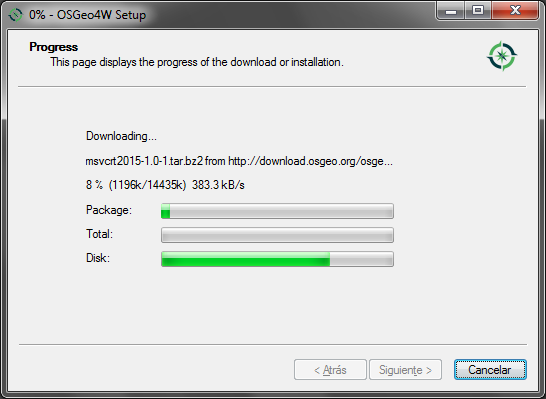 0% - OSGeo4W Setup
Progress
This page displays the progress of the download or installation.
Downloading...
msvcrt2015-1.0-1.tar.bz2 from http://download.osgeo.org/osge...
8 % (1196k/14435k) 383.3 kB/s
Package:
Total:
Disk:
< Atrás
Siguiente >
Cancelar